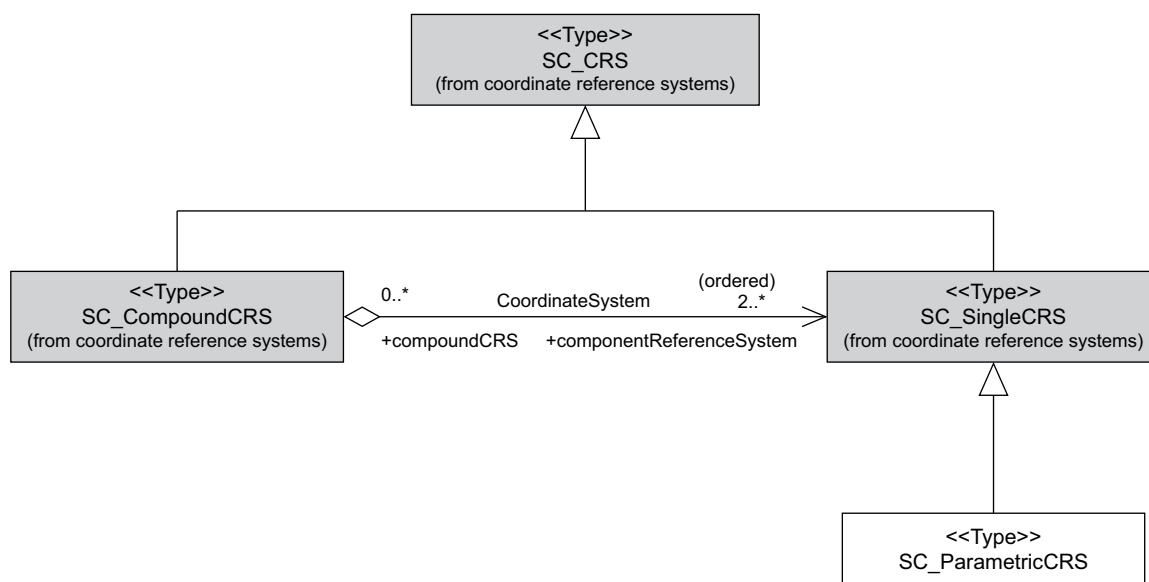 <<Type>>
SC_CRS
(from coordinate reference systems)
<<Type>>
SC_CompoundCRS
(from coordinate reference systems)
0..*
+compoundCRS
CoordinateSystem
(ordered)
2..*
+componentReferenceSystem
<<Type>>
SC_SingleCRS
(from coordinate reference systems)
<<Type>>
SC_ParametricCRS